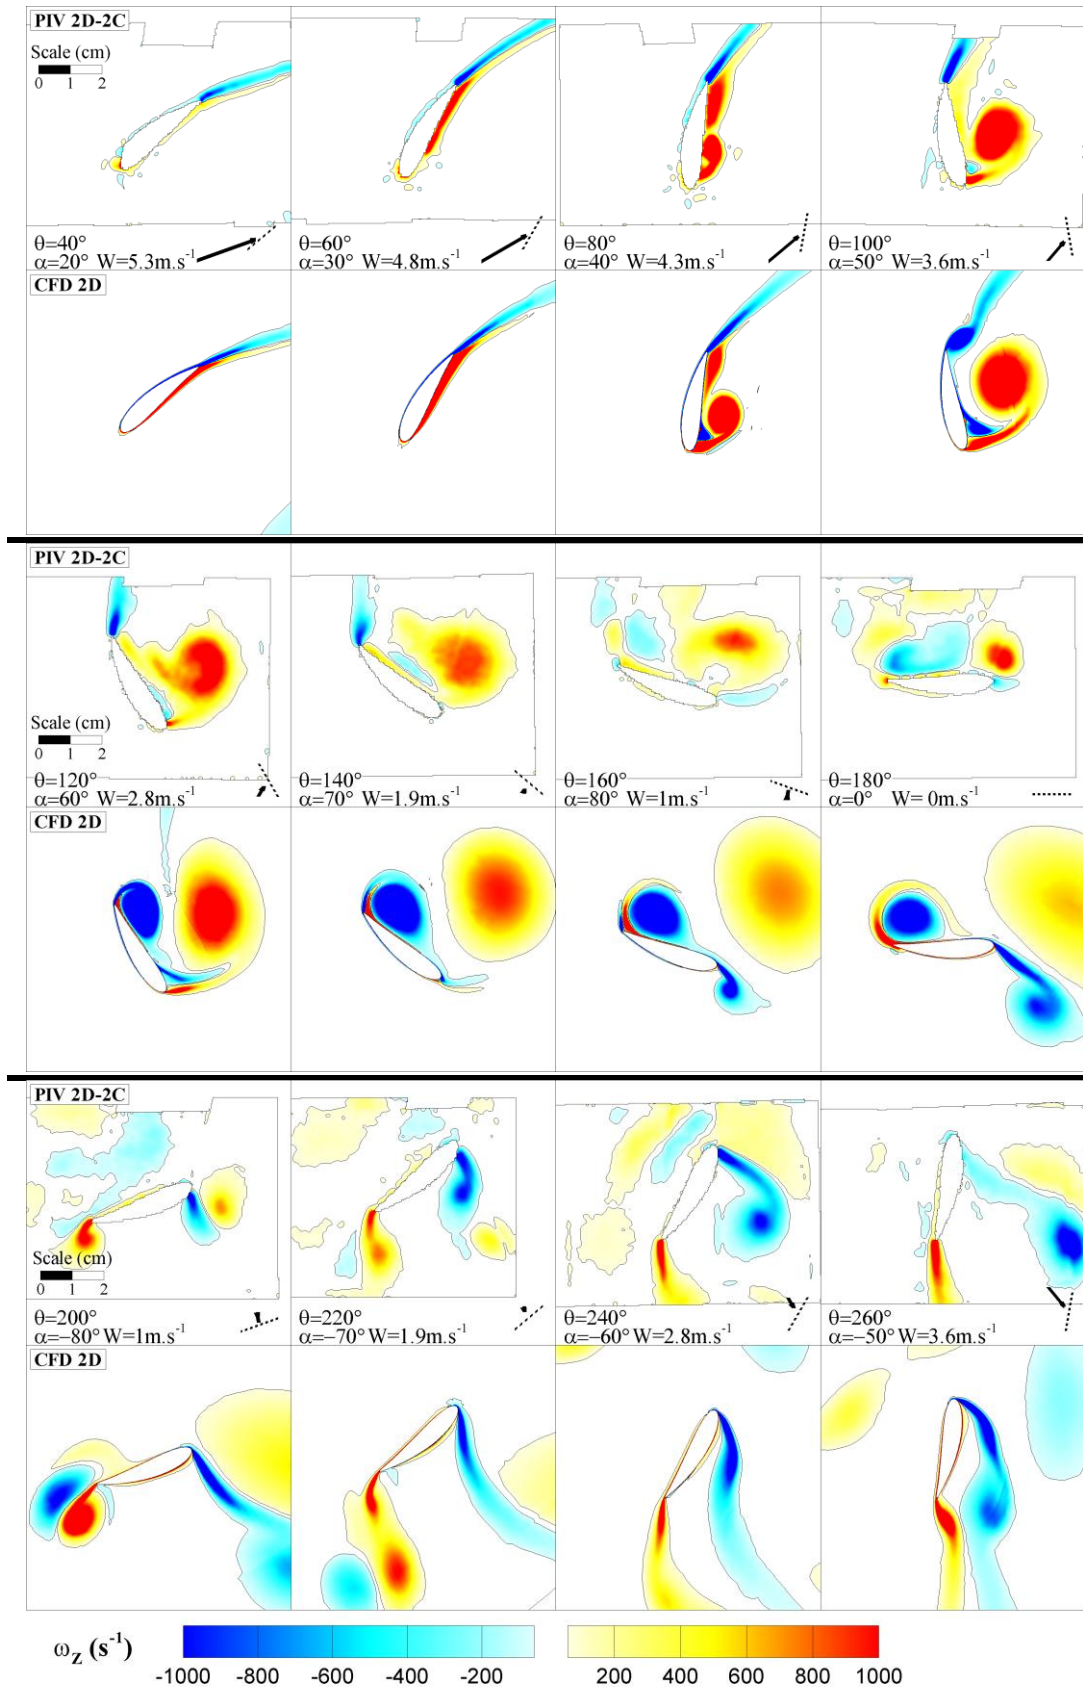 PIV 2D-2C
Scale (cm)
0 1 2
θ=40°
α=20° W=5.3m.s⁻¹
θ=60°
α=30° W=4.8m.s⁻¹
θ=80°
α=40° W=4.3m.s⁻¹
θ=100°
α=50° W=3.6m.s⁻¹
CFD 2D
PIV 2D-2C
Scale (cm)
0 1 2
θ=120°
α=60° W=2.8m.s⁻¹
θ=140°
α=70° W=1.9m.s⁻¹
θ=160°
α=80° W=1m.s⁻¹
θ=180°
α=0° W= 0m.s⁻¹
CFD 2D
PIV 2D-2C
Scale (cm)
0 1 2
θ=200°
α=−80° W=1m.s⁻¹
θ=220°
α=−70° W=1.9m.s⁻¹
θ=240°
α=−60° W=2.8m.s⁻¹
θ=260°
α=−50° W=3.6m.s⁻¹
CFD 2D
ω_z (s⁻¹)
-1000 -800 -600 -400 -200 200 400 600 800 1000